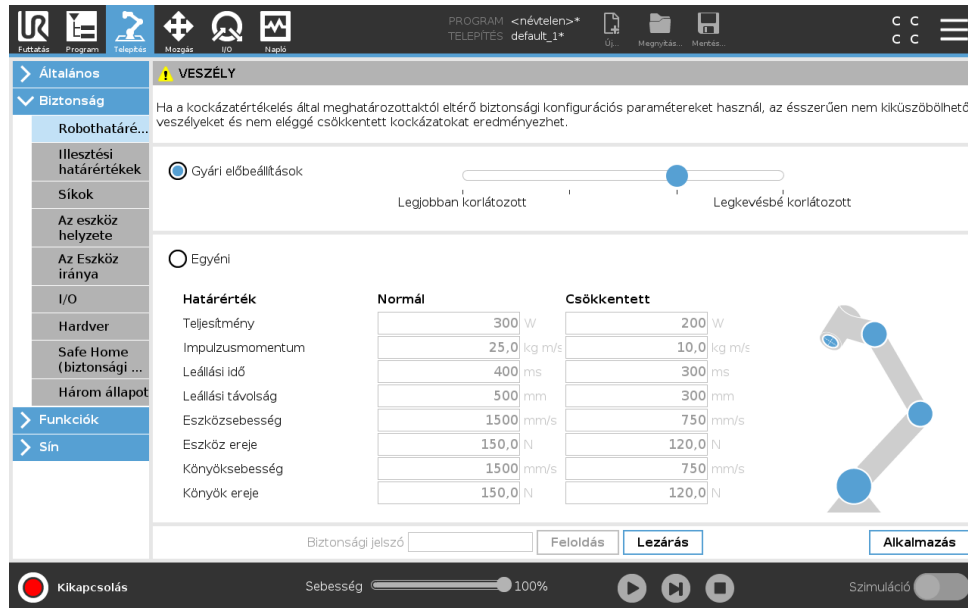 PROGRAM <névtelen>*
TELEPÍTÉS default_1*
Futtatás Program Telepítés Mozgás I/O Napló Új... Megnyitás... Mentés...
C C
C C
Általános
Biztonság
Robothatáré...
Illesztési
határértékek
Síkok
Az eszköz
helyzete
Az Eszköz
iránya
I/O
Hardver
Safe Home
(biztonsági ...
Három állapot
Funkciók
Sín
VESZÉLY
Ha a kockázatértékelés által meghatározottaktól eltérő biztonsági konfigurációs paramétereket használ, az ésszerűen nem kiküszöbölhető
veszélyeket és nem eléggé csökkentett kockázatokat eredményezhet.
Gyári előbeállítások
Legjobban korlátozott Legkevésbé korlátozott
Egyéni
Határérték Normál Csökkentett
Teljesítmény 300 W 200 W
Impulzusmomentum 25,0 kg m/s 10,0 kg m/s
Leállási idő 400 ms 300 ms
Leállási távolság 500 mm 300 mm
Eszközsebesség 1500 mm/s 750 mm/s
Eszköz ereje 150,0 N 120,0 N
Könyöksebesség 1500 mm/s 750 mm/s
Könyök ereje 150,0 N 120,0 N
Biztonsági jelszó Feloldás Lezárás Alkalmazás
Kikapcsolás Sebesség 100% Szimuláció